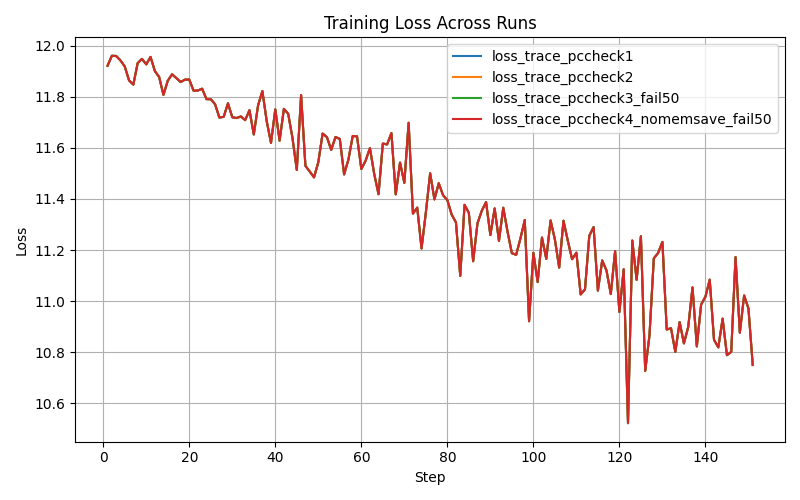 Training Loss Across Runs
loss_trace_pccheck1
loss_trace_pccheck2
loss_trace_pccheck3_fail50
loss_trace_pccheck4_nomemsave_fail50
12.0
11.8
11.6
11.4
11.2
11.0
10.8
10.6
Loss
0 20 40 60 80 100 120 140
Step